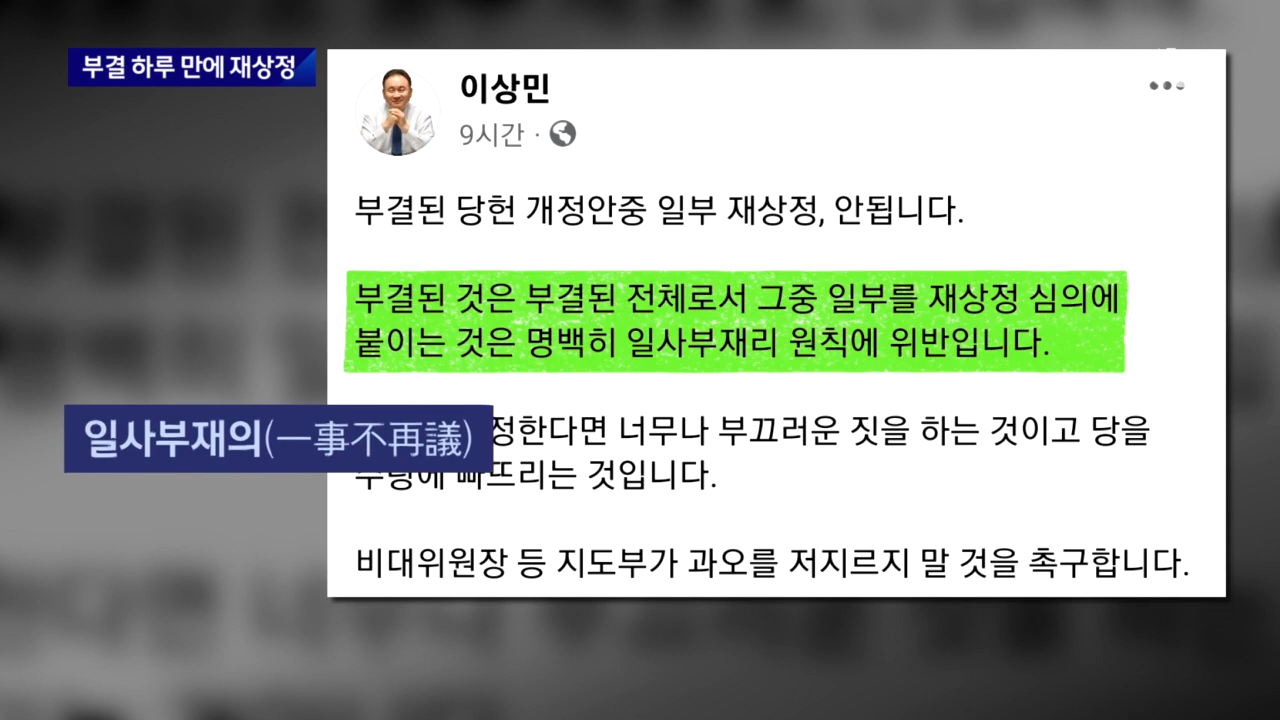 부결 하루 만에 재상정
이상민
9시간
부결된 당헌 개정안중 일부 재상정, 안됩니다.
부결된 것은 부결된 전체로서 그중 일부를 재상정 심의에
붙이는 것은 명백히 일사부재리 원칙에 위반입니다.
일사부재의(一事不再議)
정한다면 너무나 부끄러운 짓을 하는 것이고 당을
빠뜨리는 것입니다.
비대위원장 등 지도부가 과오를 저지르지 말 것을 촉구합니다.